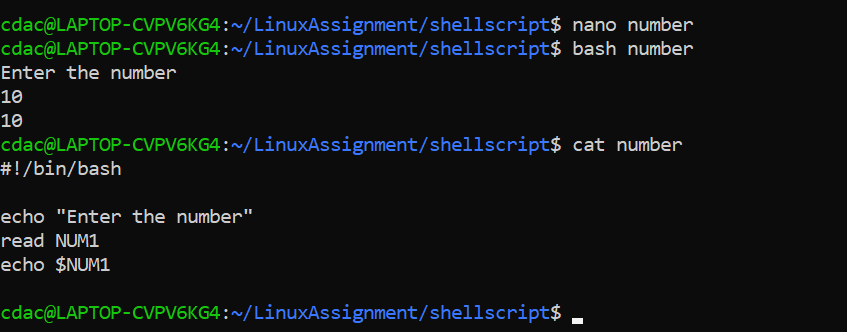 cdac@LAPTOP-CVPV6KG4:~/LinuxAssignment/shellscript$ nano number
cdac@LAPTOP-CVPV6KG4:~/LinuxAssignment/shellscript$ bash number
Enter the number
10
10
cdac@LAPTOP-CVPV6KG4:~/LinuxAssignment/shellscript$ cat number
#!/bin/bash
echo "Enter the number"
read NUM1
echo $NUM1
cdac@LAPTOP-CVPV6KG4:~/LinuxAssignment/shellscript$